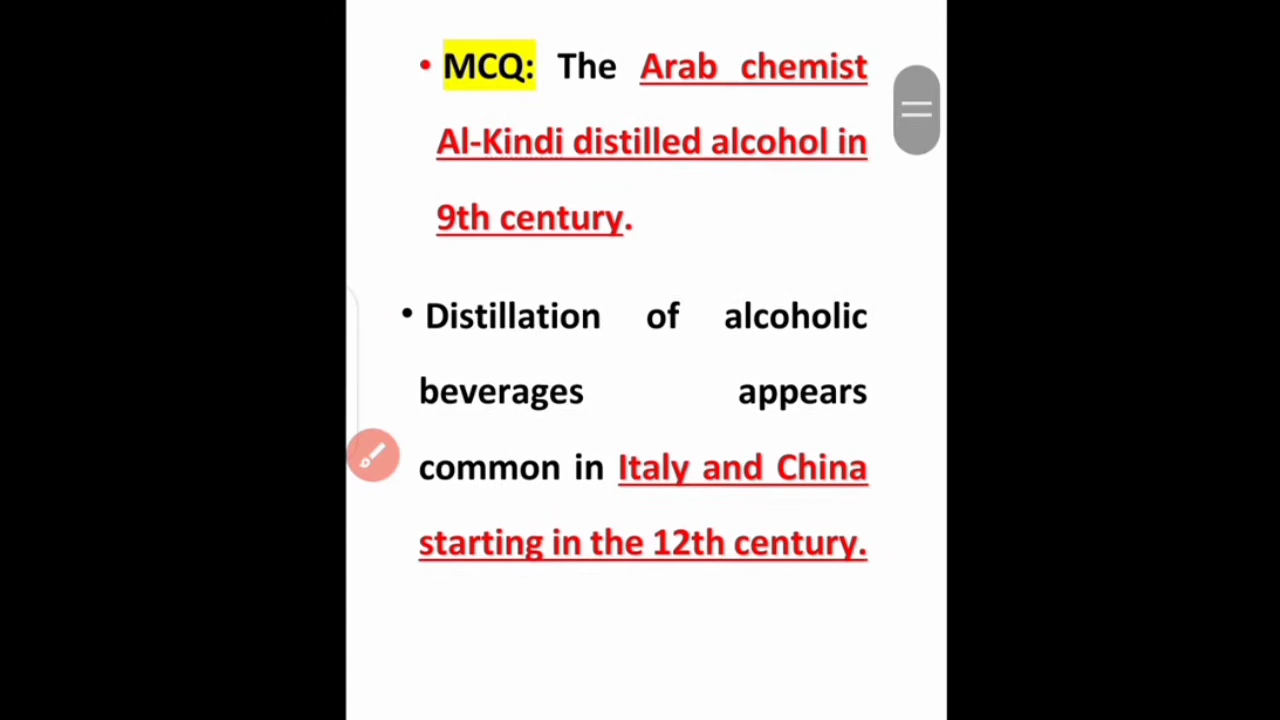 • MCQ: The Arab chemist
Al-Kindi distilled alcohol in
9th century.
• Distillation of alcoholic
beverages appears
common in Italy and China
starting in the 12th century.